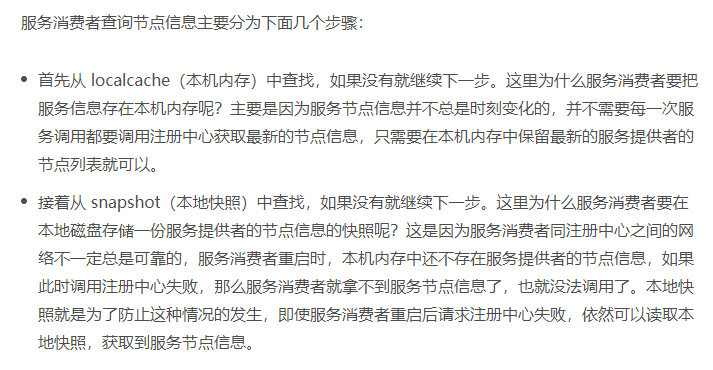 服务消费者查询节点信息主要分为下面几个步骤：
首先从 localcache（本机内存）中查找，如果没有就继续下一步。这里为什么服务消费者要把
服务信息存在本机内存呢？主要是因为服务节点信息并不总是时刻变化的，并不需要每一次服
务调用都要调用注册中心获取最新的节点信息，只需要在本机内存中保留最新的服务提供者的
节点列表就可以。
接着从 snapshot（本地快照）中查找，如果没有就继续下一步。这里为什么服务消费者要在
本地磁盘存储一份服务提供者的节点信息的快照呢？这是因为服务消费者同注册中心之间的网
络不一定总是可靠的，服务消费者重启时，本机内存中还不存在服务提供者的节点信息，如果
此时调用注册中心失败，那么服务消费者就拿不到服务节点信息了，也就没法调用了。本地快
照就是为了防止这种情况的发生，即使服务消费者重启后请求注册中心失败，依然可以读取本
地快照，获取到服务节点信息。